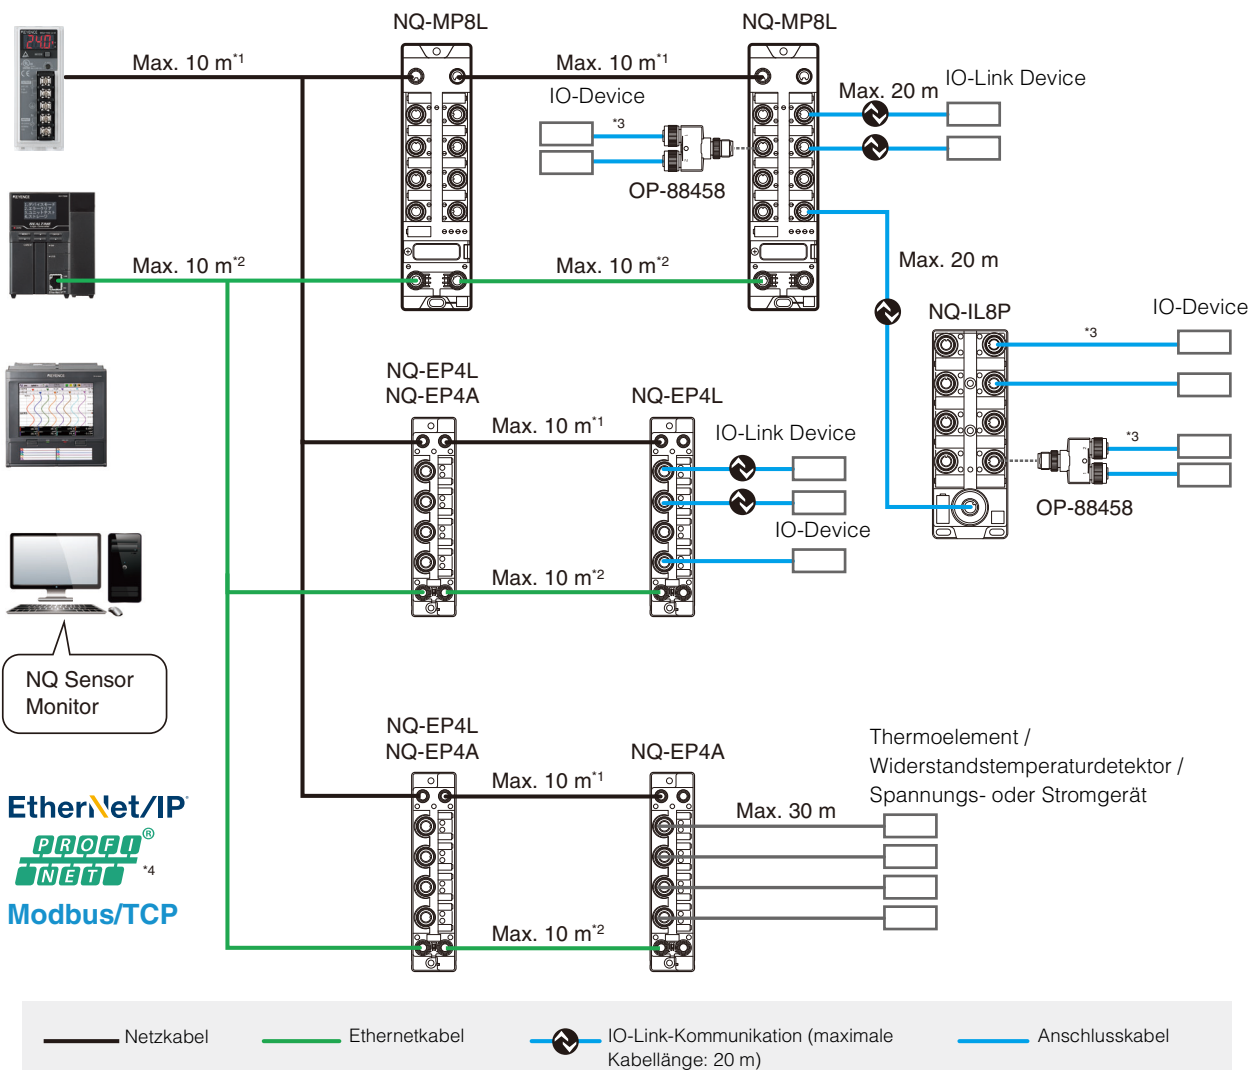 NQ-MP8L
NQ-MP8L
Max. 10 m*1
Max. 10 m*1
IO-Link Device
IO-Device
Max. 20 m
*3
OP-88458
Max. 10 m*2
Max. 10 m*2
Max. 20 m
NQ-IL8P
IO-Device
*3
NQ-EP4L
NQ-EP4A
NQ-EP4L
Max. 10 m*1
IO-Link Device
*3
OP-88458
IO-Device
Max. 10 m*2
NQ Sensor
Monitor
NQ-EP4L
NQ-EP4A
NQ-EP4A
Thermoelement /
Widerstandstemperaturdetektor /
Spannungs- oder Stromgerät
Max. 10 m*1
Max. 30 m
EtherNet/IP
PROFI®
NET *4
Modbus/TCP
Max. 10 m*2
Netzkabel
Ethernetkabel
IO-Link-Kommunikation (maximale
Kabellänge: 20 m)
Anschlusskabel